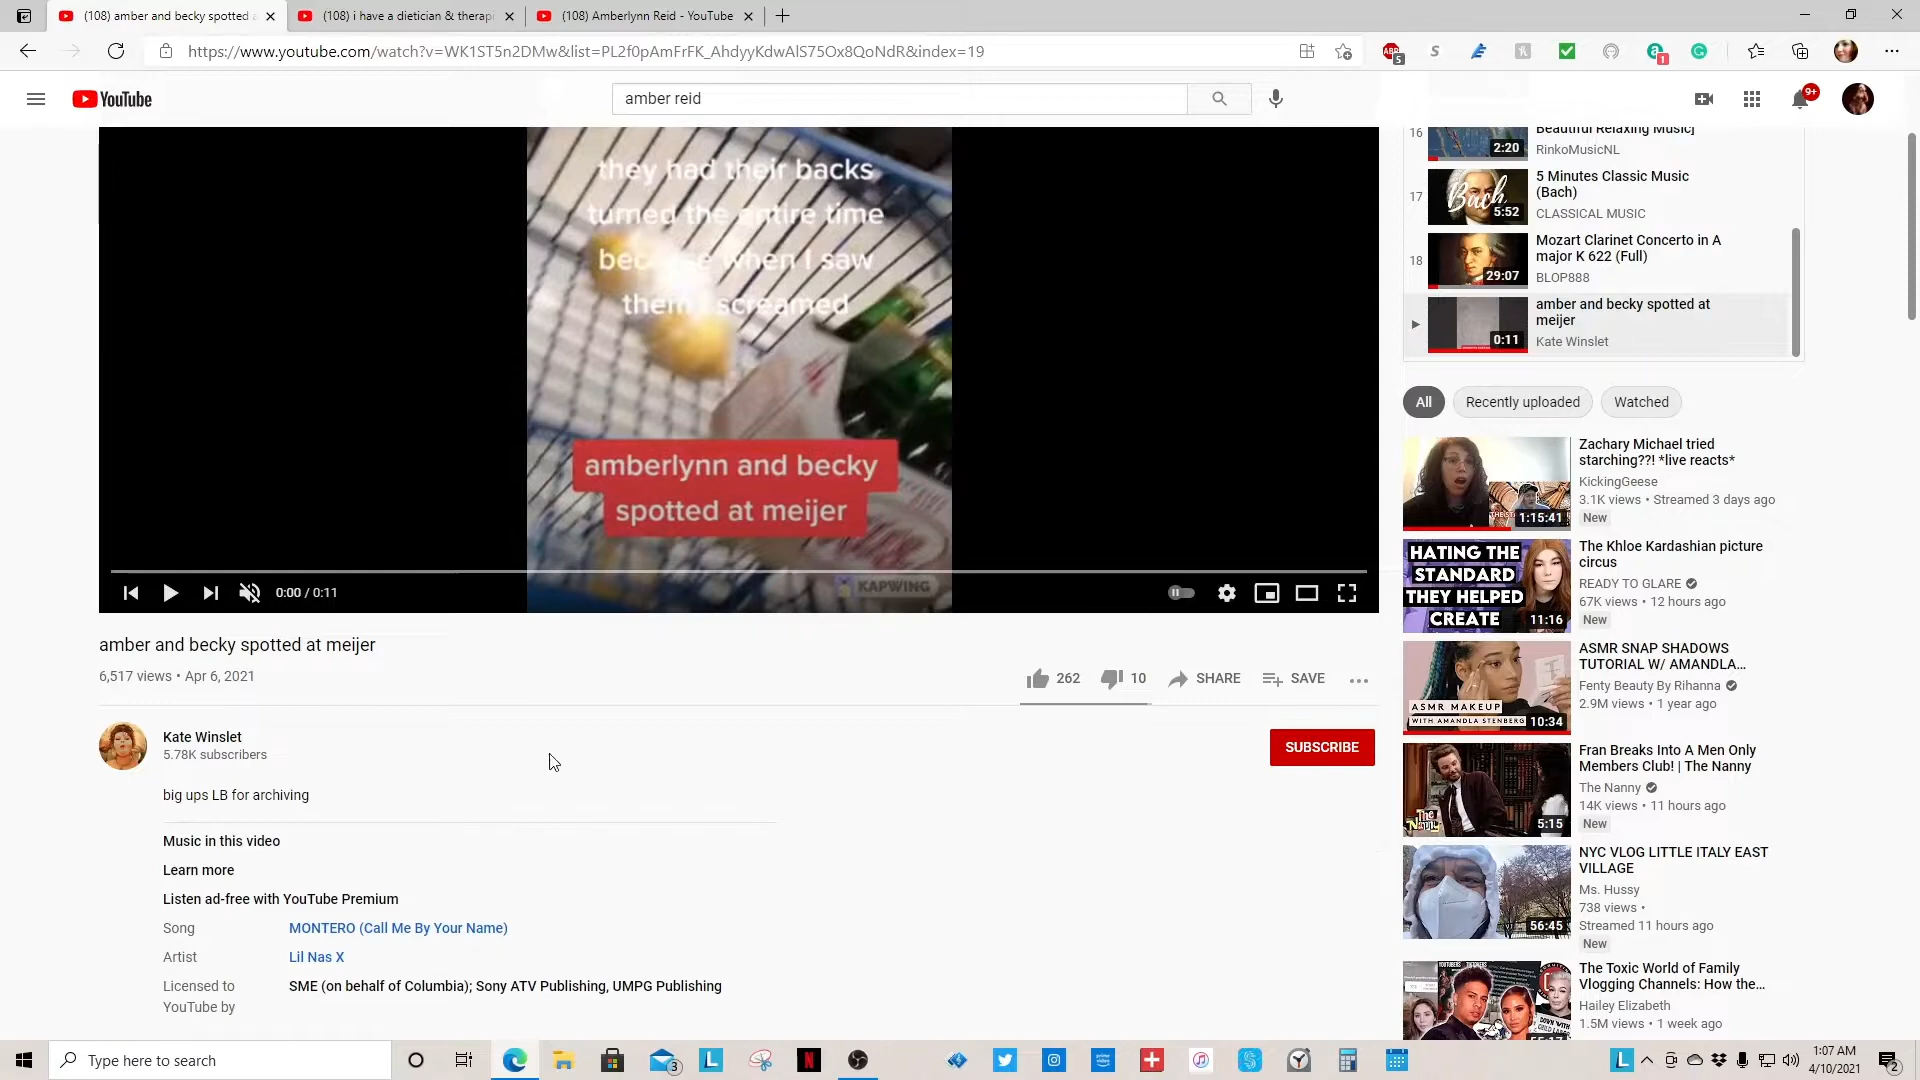 (108) amber and becky spotted a
(108) i have a dietician & therap
(108) Amberlynn Reid - YouTube
https://www.youtube.com/watch?v=WK1ST5n2DMw&list=PL2f0pAmFrFK_AhdyyKdwAlS75Ox8QoNdR&index=19
ABP
5
1
YouTube
amber reid
9+
they had their backs
turned the entire time
because when I saw
them I screamed
amberlynn and becky
spotted at meijer
KAPWING
0:00 / 0:11
amber and becky spotted at meijer
6,517 views • Apr 6, 2021
262
10
SHARE
SAVE
Kate Winslet
5.78K subscribers
SUBSCRIBE
big ups LB for archiving
Music in this video
Learn more
Listen ad-free with YouTube Premium
Song
MONTERO (Call Me By Your Name)
Artist
Lil Nas X
Licensed to
YouTube by
SME (on behalf of Columbia); Sony ATV Publishing, UMPG Publishing
16
2:20
Beautiful Relaxing Music]
RinkoMusicNL
17
Bach
5:52
5 Minutes Classic Music
(Bach)
CLASSICAL MUSIC
18
29:07
Mozart Clarinet Concerto in A
major K 622 (Full)
BLOP888
0:11
amber and becky spotted at
meijer
Kate Winslet
All
Recently uploaded
Watched
1:15:41
Zachary Michael tried
starching??! *live reacts*
KickingGeese
3.1K views • Streamed 3 days ago
New
HATING THE
STANDARD
THEY HELPED
CREATE
11:16
The Khloe Kardashian picture
circus
READY TO GLARE
67K views • 12 hours ago
New
ASMR MAKEUP
WITH AMANDLA STENBERG
10:34
ASMR SNAP SHADOWS
TUTORIAL W/ AMANDLA...
Fenty Beauty By Rihanna
2.9M views • 1 year ago
The
Nanny
5:15
Fran Breaks Into A Men Only
Members Club! | The Nanny
The Nanny
14K views • 11 hours ago
New
56:45
NYC VLOG LITTLE ITALY EAST
VILLAGE
Ms. Hussy
738 views •
Streamed 11 hours ago
New
DOWN WITH
The Toxic World of Family
Vlogging Channels: How the...
Hailey Elizabeth
1.5M views • 1 week ago
Type here to search
3
L
N
prime
video
L
1:07 AM
4/10/2021
2